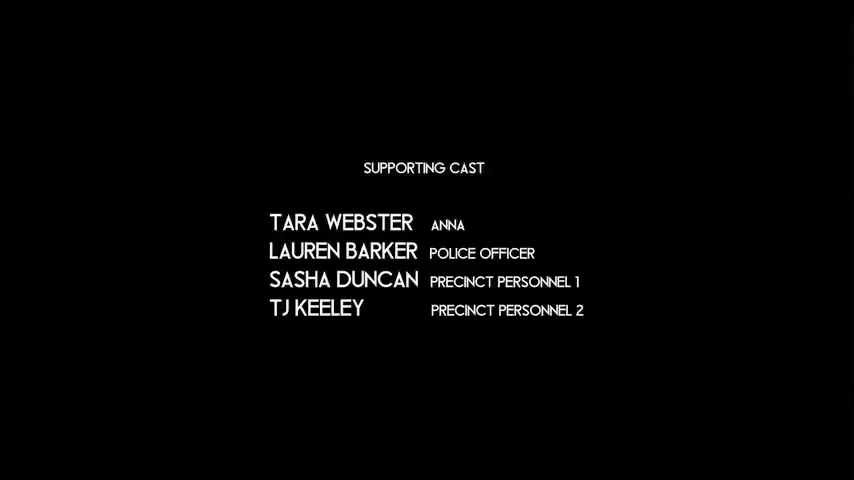 SUPPORTING CAST
TARA WEBSTER ANNA
LAUREN BARKER POLICE OFFICER
SASHA DUNCAN PRECINCT PERSONNEL 1
TJ KEELEY PRECINCT PERSONNEL 2